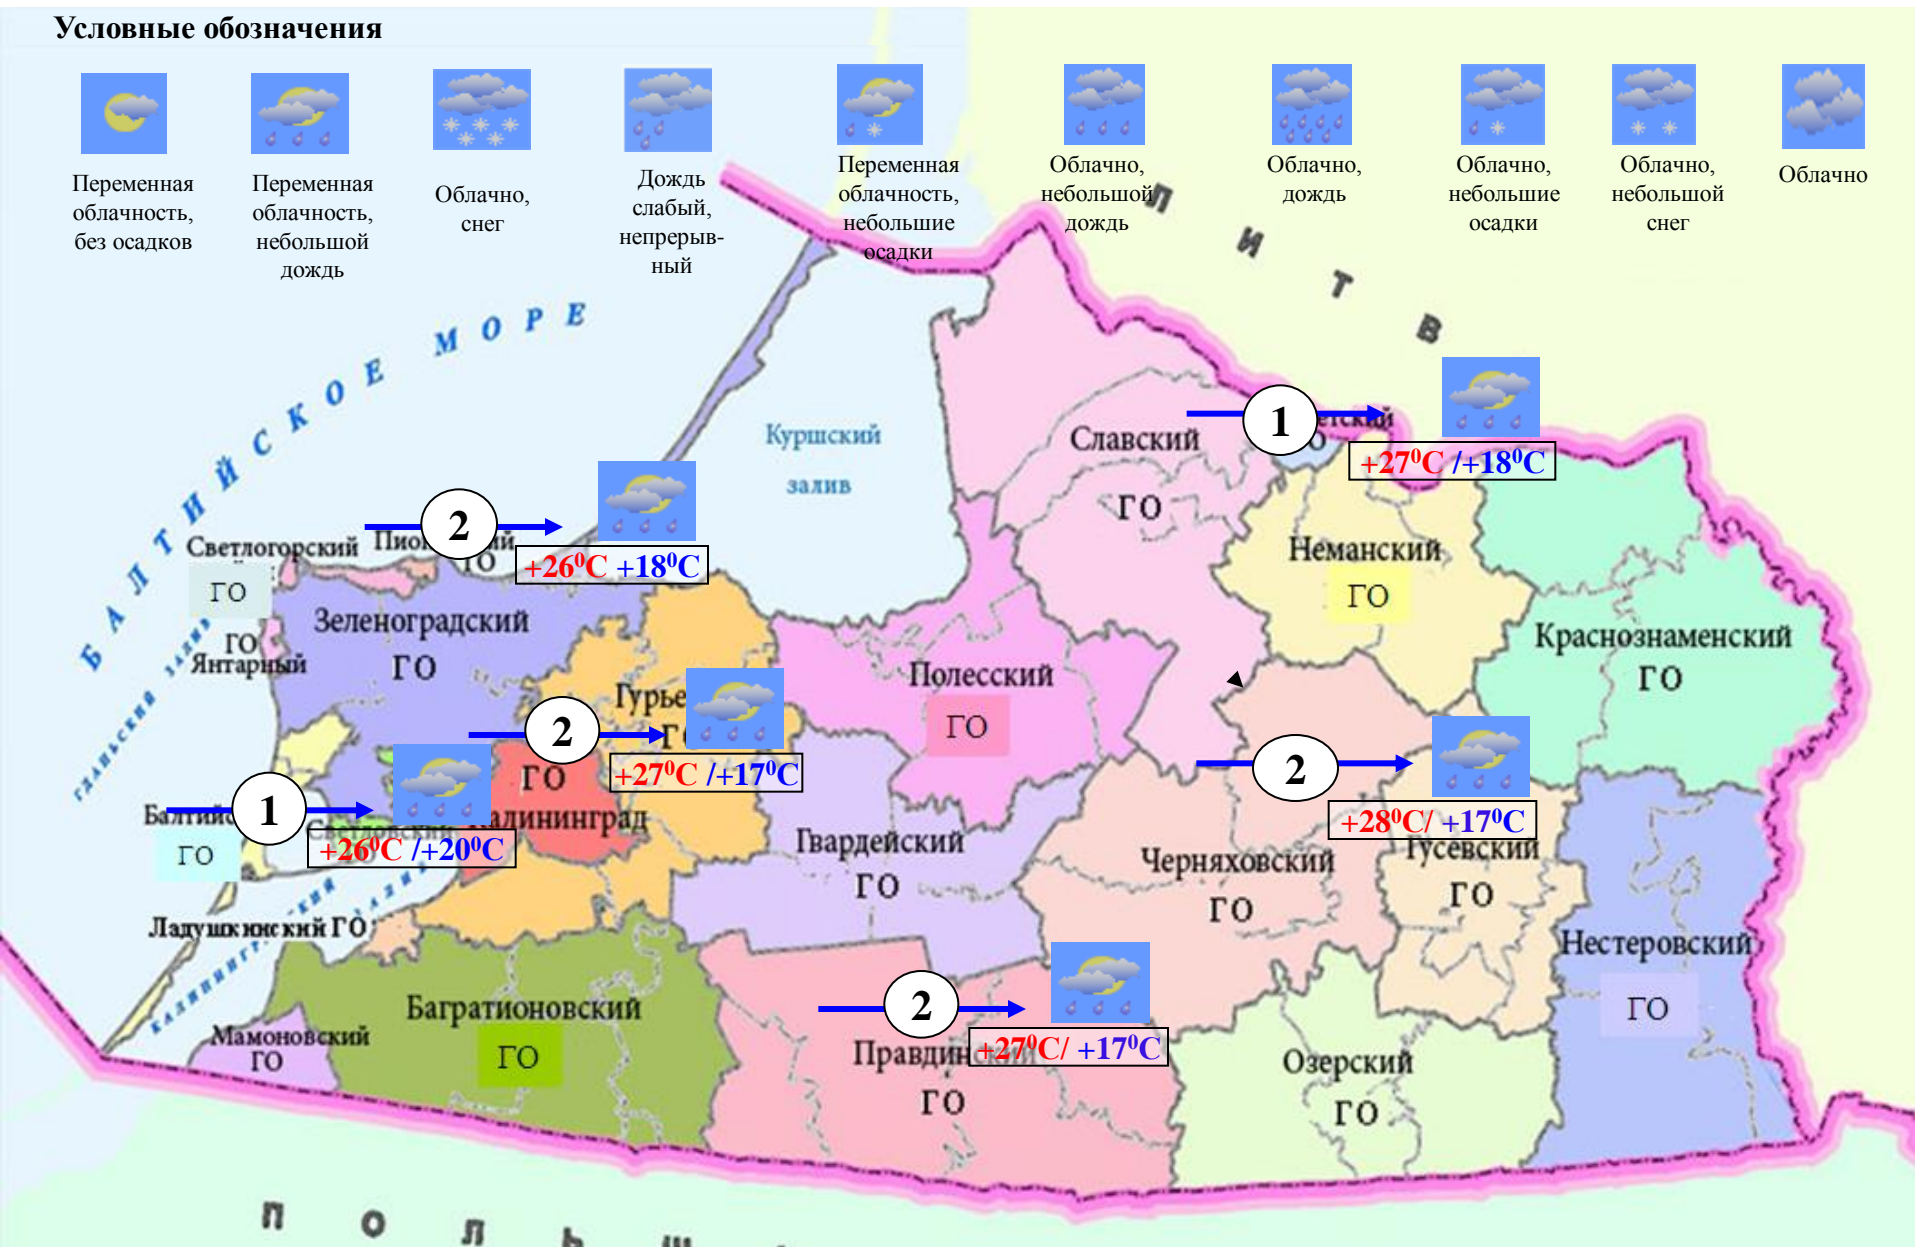 Условные обозначения
Переменная
облачность,
без осадков
Переменная
облачность,
небольшой
дождь
Облачно,
снег
Дождь
слабый,
непрерыв-
ный
Переменная
облачность,
небольшие
осадки
Облачно,
небольшой
дождь
Облачно,
дождь
Облачно,
небольшие
осадки
Облачно,
небольшой
снег
Облачно
ЛИТВ
БАЛТИЙСКОЕ МОРЕ
Куршский
залив
Славский
ГО
1
+27⁰C /+18⁰C
2
+26⁰C +18⁰C
Светлогорский
ГО
ГО
Янтарный
ГО
Зеленоградский
ГО
Неманский
ГО
Краснознаменский
ГО
Полесский
ГО
2
+27⁰C /+17⁰C
ГО
1
+26⁰C /+20⁰C
ГО
2
+28⁰C/ +17⁰C
Гвардейский
ГО
Черняховский
ГО
Гусевский
ГО
Ладушкинский ГО
Нестеровский
ГО
Багратионовский
ГО
Мамоновский
ГО
2
+27⁰C/ +17⁰C
ГО
Озерский
ГО